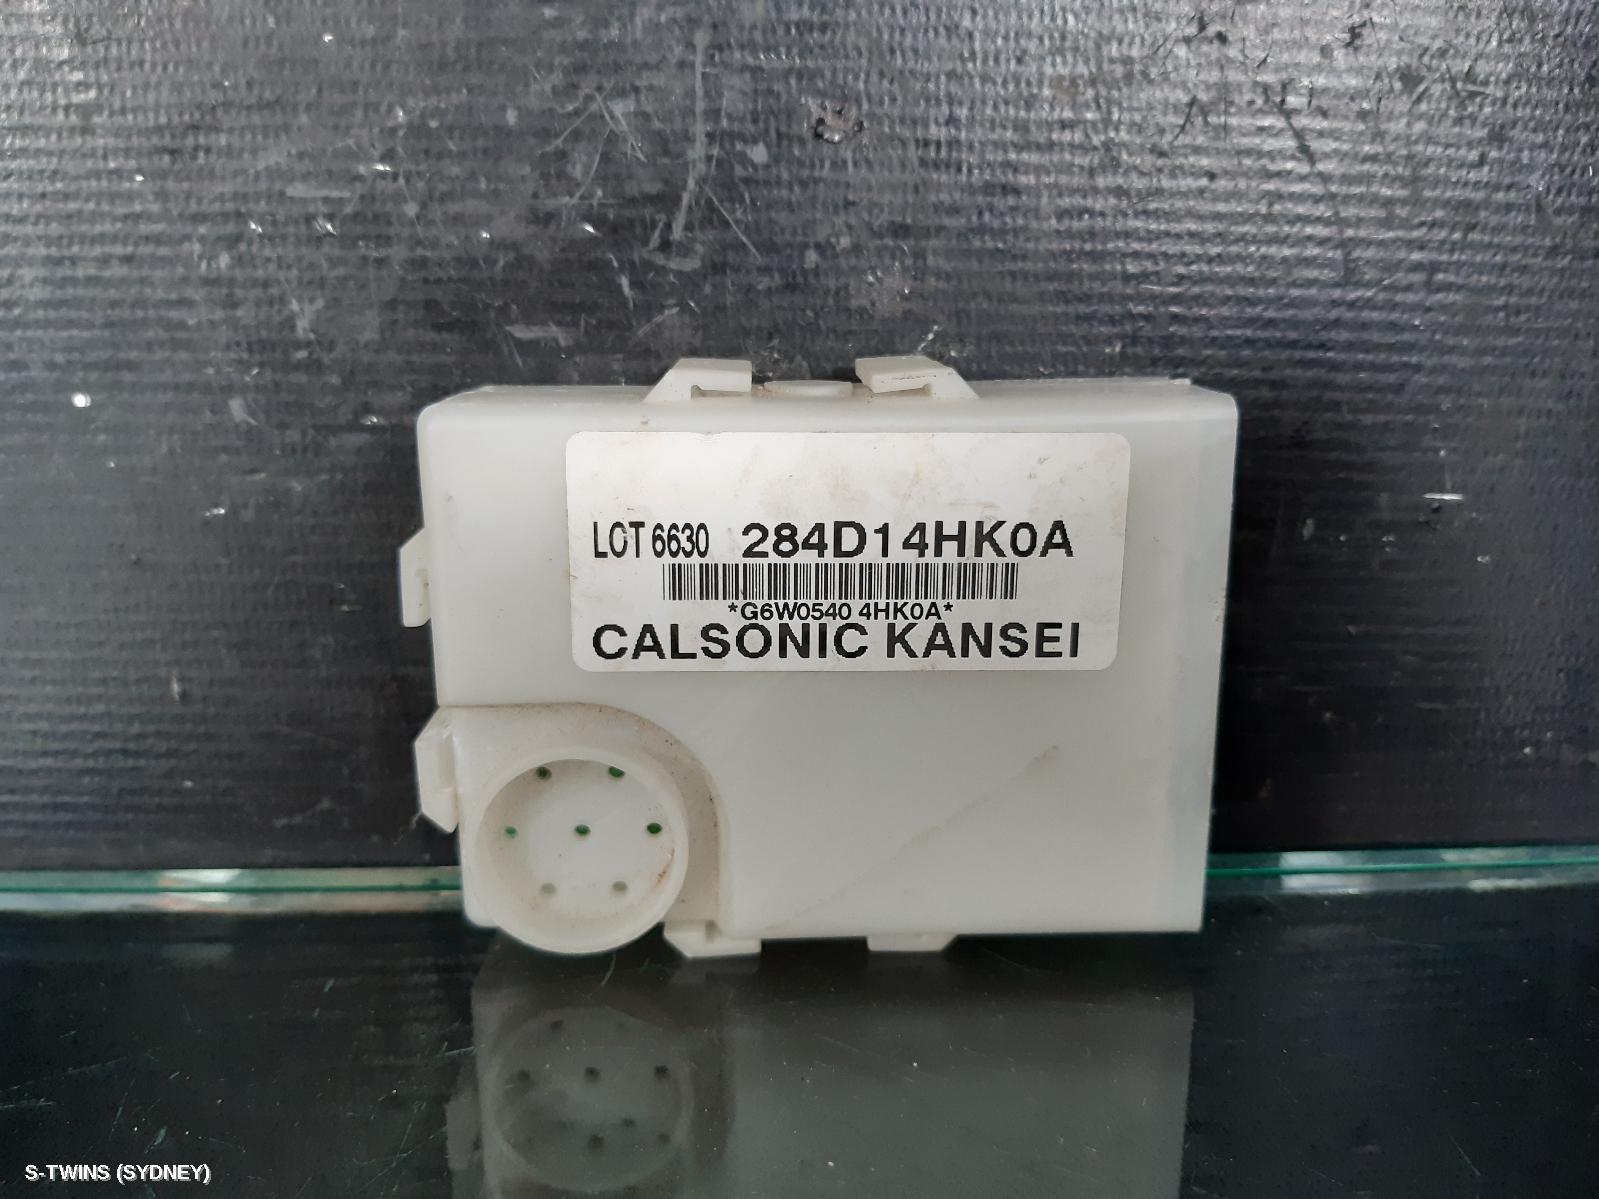 LOT 6630 284D14HK0A
*G6W0540 4HK0A*
CALSONIC KANSEI
S-TWINS (SYDNEY)